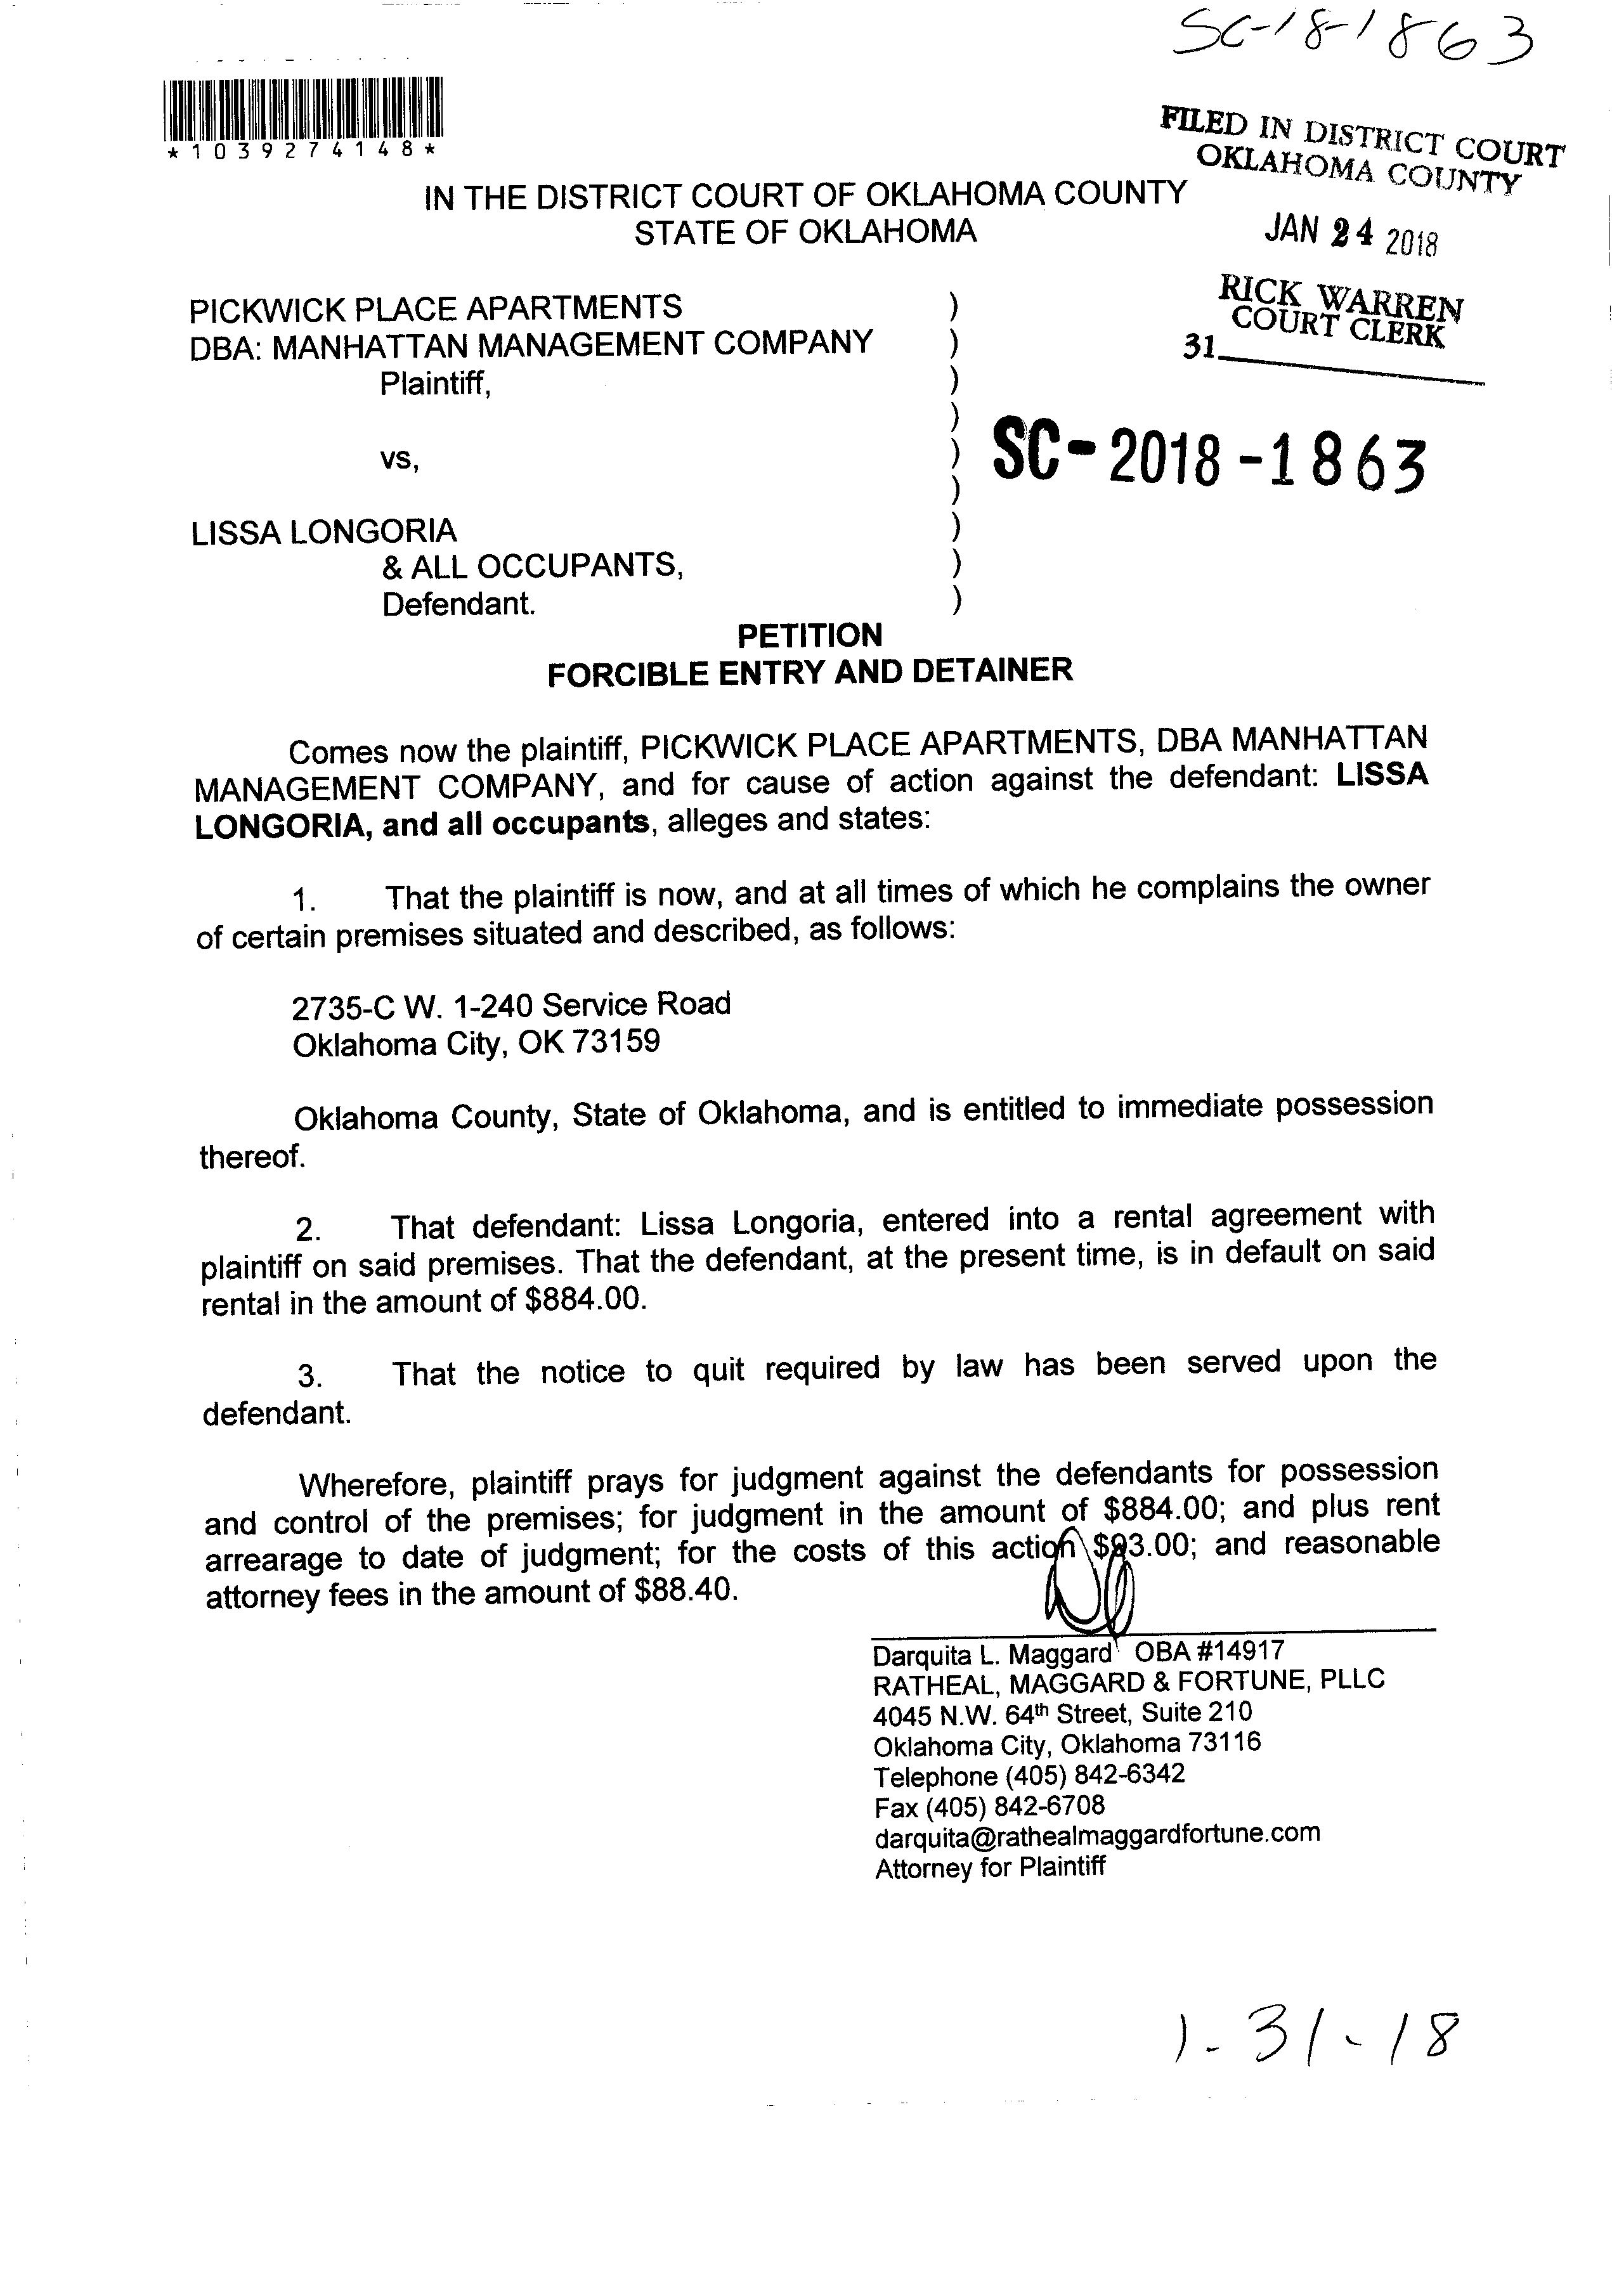 SC-18-1863
*1039274148*
FILED IN DISTRICT COURT
OKLAHOMA COUNTY
JAN 24 2018
RICK WARREN
COURT CLERK
31
IN THE DISTRICT COURT OF OKLAHOMA COUNTY
STATE OF OKLAHOMA
PICKWICK PLACE APARTMENTS )
DBA: MANHATTAN MANAGEMENT COMPANY )
Plaintiff, )
)
vs, )
)
LISSA LONGORIA )
& ALL OCCUPANTS, )
Defendant. )
SC-2018-1863
PETITION
FORCIBLE ENTRY AND DETAINER
Comes now the plaintiff, PICKWICK PLACE APARTMENTS, DBA MANHATTAN
MANAGEMENT COMPANY, and for cause of action against the defendant: LISSA
LONGORIA, and all occupants, alleges and states:
1. That the plaintiff is now, and at all times of which he complains the owner
of certain premises situated and described, as follows:
2735-C W. 1-240 Service Road
Oklahoma City, OK 73159
Oklahoma County, State of Oklahoma, and is entitled to immediate possession
thereof.
2. That defendant: Lissa Longoria, entered into a rental agreement with
plaintiff on said premises. That the defendant, at the present time, is in default on said
rental in the amount of $884.00.
3. That the notice to quit required by law has been served upon the
defendant.
Wherefore, plaintiff prays for judgment against the defendants for possession
and control of the premises; for judgment in the amount of $884.00; and plus rent
arrearage to date of judgment; for the costs of this action and reasonable
attorney fees in the amount of $88.40.
Darquita L. Maggard OBA #14917
RATHEAL, MAGGARD & FORTUNE, PLLC
4045 N.W. 64th Street, Suite 210
Oklahoma City, Oklahoma 73116
Telephone (405) 842-6342
Fax (405) 842-6708
darquita@rathealmaggardfortune.com
Attorney for Plaintiff
1-31-18